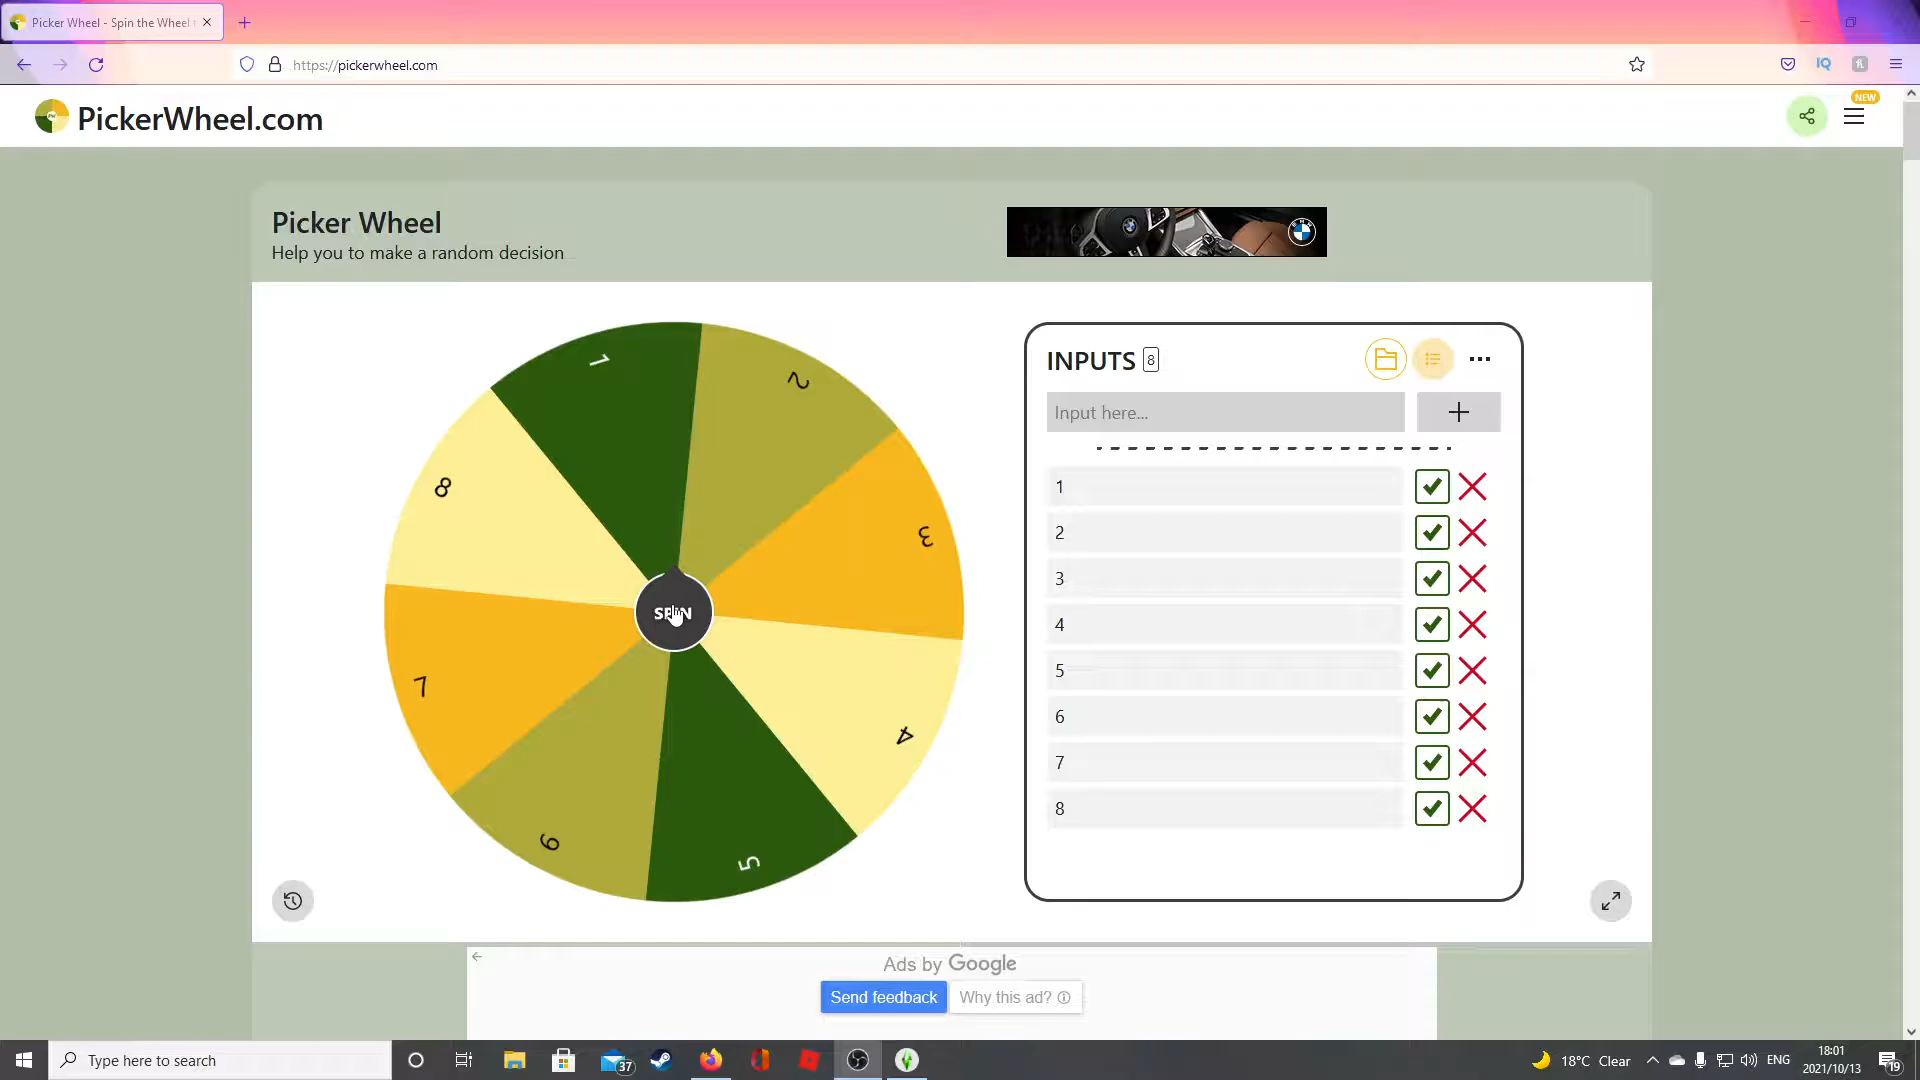 Picker Wheel - Spin the Wheel
https://pickerwheel.com
IQ
PickerWheel.com
NEW
Picker Wheel
Help you to make a random decision
1
2
3
4
5
6
7
8
SPIN
INPUTS 8
Input here...
1
2
3
4
5
6
7
8
Ads by Google
Send feedback
Why this ad?
Type here to search
37
18°C Clear
ENG
18:01
2021/10/13
19